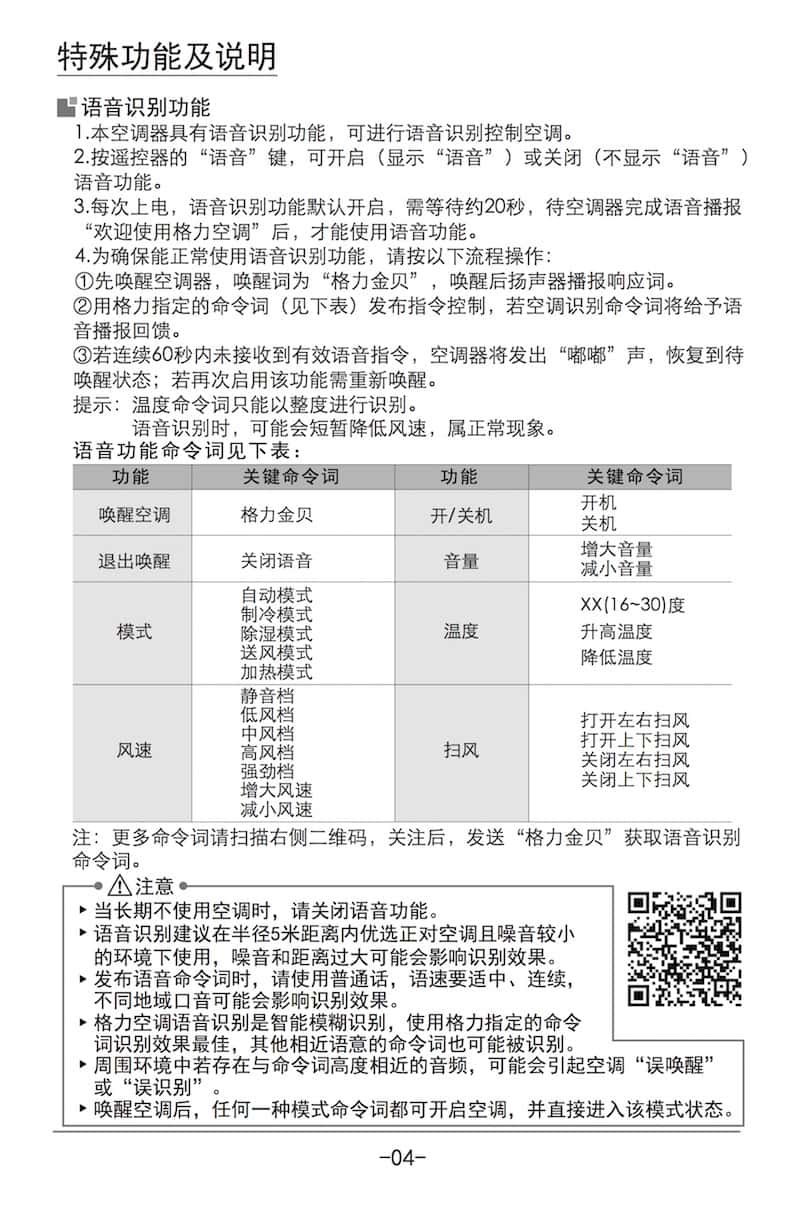 特殊功能及说明
语音识别功能
1.本空调器具有语音识别功能，可进行语音识别控制空调。
2.按遥控器的“语音”键，可开启（显示“语音”）或关闭（不显示“语音”）
语音功能。
3.每次上电，语音识别功能默认开启，需等待约20秒，待空调器完成语音播报
“欢迎使用格力空调”后，才能使用语音功能。
4.为确保能正常使用语音识别功能，请按以下流程操作：
①先唤醒空调器，唤醒词为“格力金贝”，唤醒后扬声器播报响应词。
②用格力指定的命令词（见下表）发布指令控制，若空调识别命令词将给予语
音播报回馈。
③若连续60秒内未接收到有效语音指令，空调器将发出“嘟嘟”声，恢复到待
唤醒状态；若再次启用该功能需重新唤醒。
提示：温度命令词只能以整度进行识别。
语音识别时，可能会短暂降低风速，属正常现象。
语音功能命令词见下表：
功能 关键命令词 功能 关键命令词
唤醒空调 格力金贝 开/关机
开机
关机
退出唤醒 关闭语音 音量
增大音量
减小音量
模式
自动模式
制冷模式
除湿模式
送风模式
加热模式
温度
XX(16~30)度
升高温度
降低温度
风速
静音档
低风档
中风档
高风档
强劲档
增大风速
减小风速
扫风
打开左右扫风
打开上下扫风
关闭左右扫风
关闭上下扫风
注：更多命令词请扫描右侧二维码，关注后，发送“格力金贝”获取语音识别
命令词。
注意
当长期不使用空调时，请关闭语音功能。
语音识别建议在半径5米距离内优选正对空调且噪音较小
的环境下使用，噪音和距离过大可能会影响识别效果。
发布语音命令词时，请使用普通话，语速要适中、连续，
不同地域口音可能会影响识别效果。
格力空调语音识别是智能模糊识别，使用格力指定的命令
词识别效果最佳，其他相近语意的命令词也可能被识别。
周围环境中若存在与命令词高度相近的音频，可能会引起空调“误唤醒”
或“误识别”。
唤醒空调后，任何一种模式命令词都可开启空调，并直接进入该模式状态。
-04-